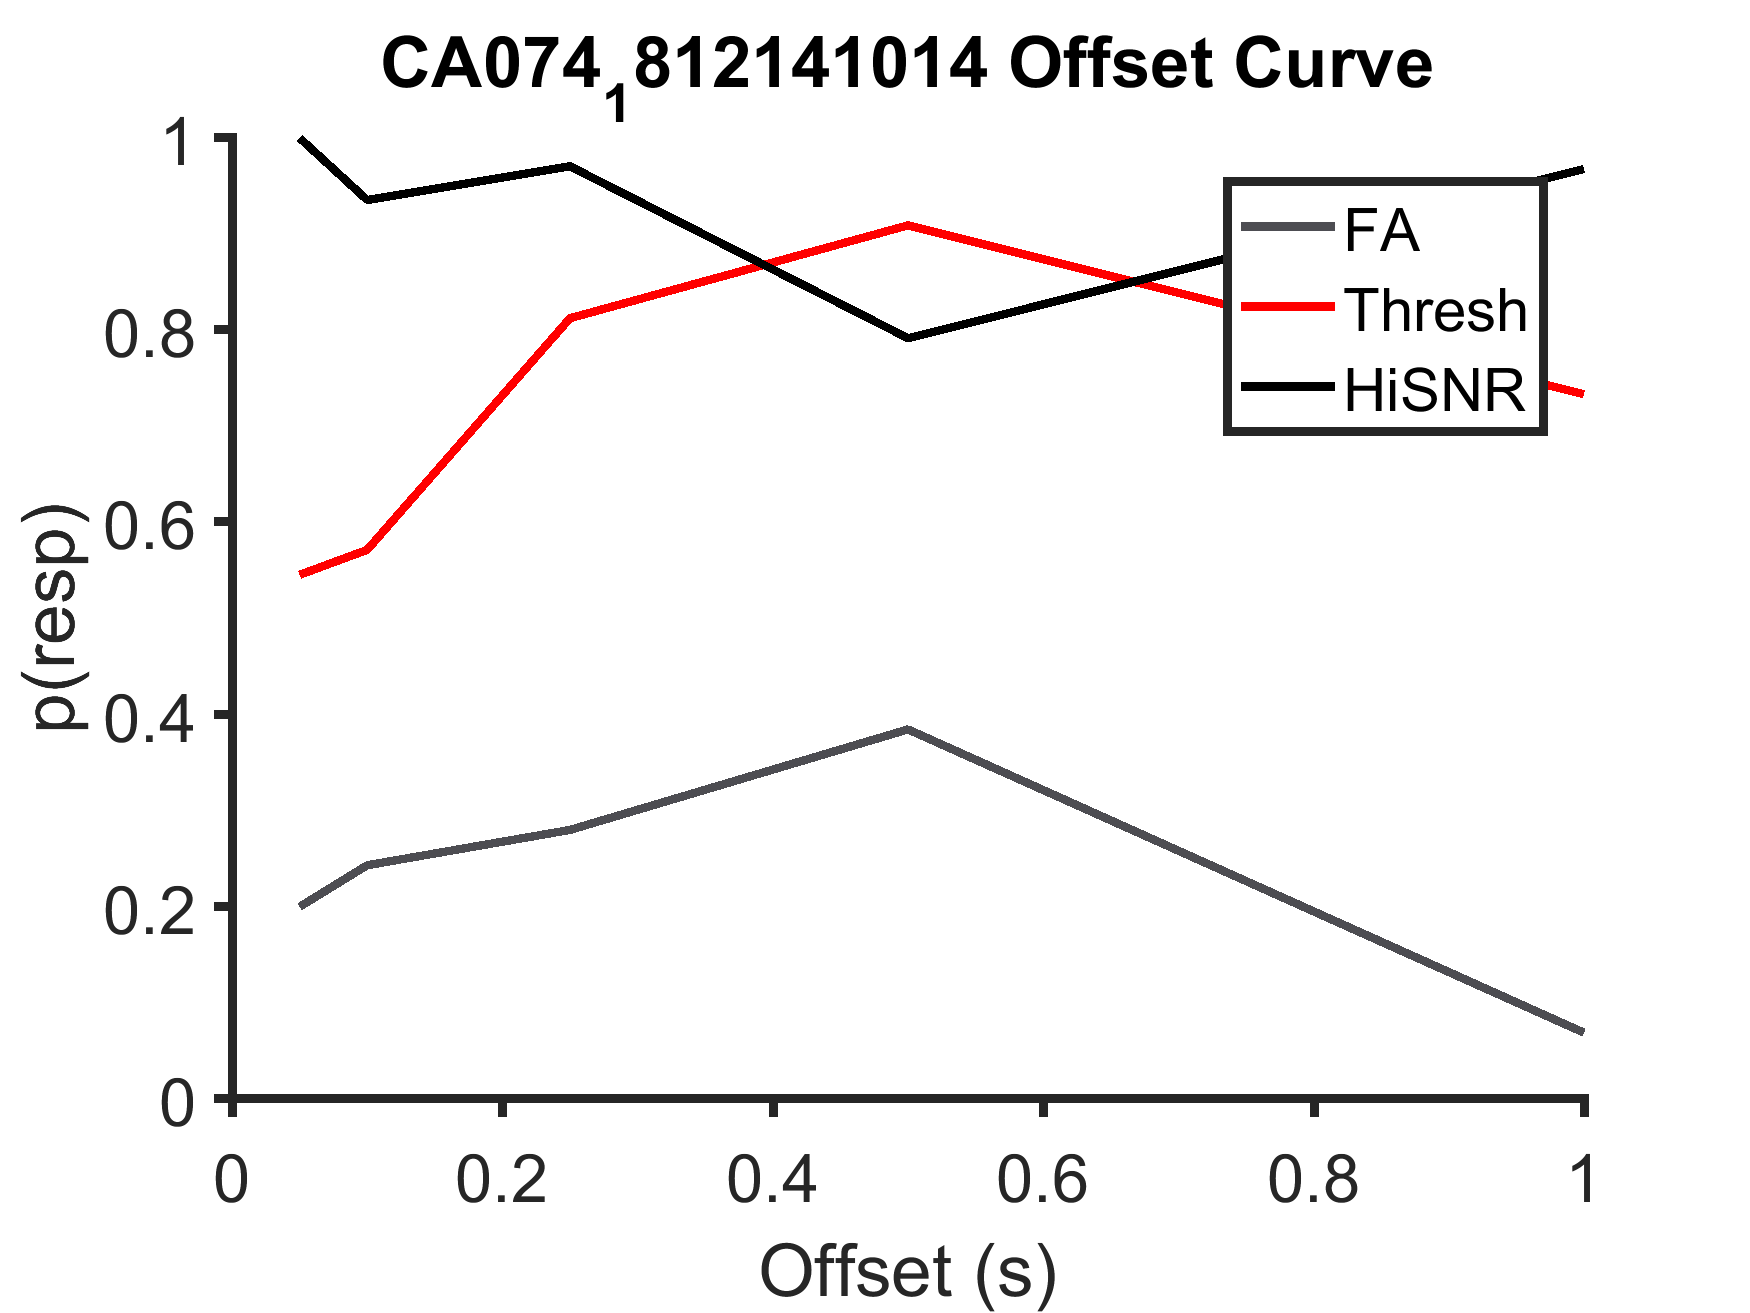 CA074₁812141014 Offset Curve
1
0.8
0.6
0.4
0.2
0
p(resp)
FA
Thresh
HiSNR
0 0.2 0.4 0.6 0.8 1
Offset (s)